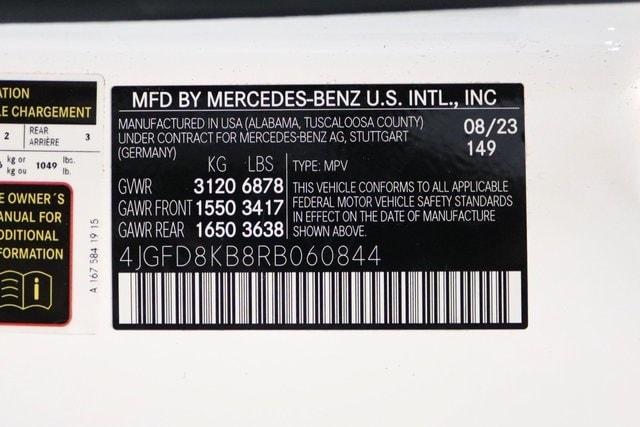 ATION
E CHARGEMENT
2 REAR ARRIÈRE 3
kg or
kg ou 1049 lbs. lb.
E OWNER´S
ANUAL FOR
DDITIONAL
FORMATION
i
A 167 584 19 15
MFD BY MERCEDES-BENZ U.S. INTL., INC
MANUFACTURED IN USA (ALABAMA, TUSCALOOSA COUNTY)
UNDER CONTRACT FOR MERCEDES-BENZ AG, STUTTGART
(GERMANY)
08/23
149
KG LBS
GVWR 3120 6878
GAWR FRONT 1550 3417
GAWR REAR 1650 3638
TYPE: MPV
THIS VEHICLE CONFORMS TO ALL APPLICABLE
FEDERAL MOTOR VEHICLE SAFETY STANDARDS
IN EFFECT ON THE DATE OF MANUFACTURE
SHOWN ABOVE.
4JGFD8KB8RB060844